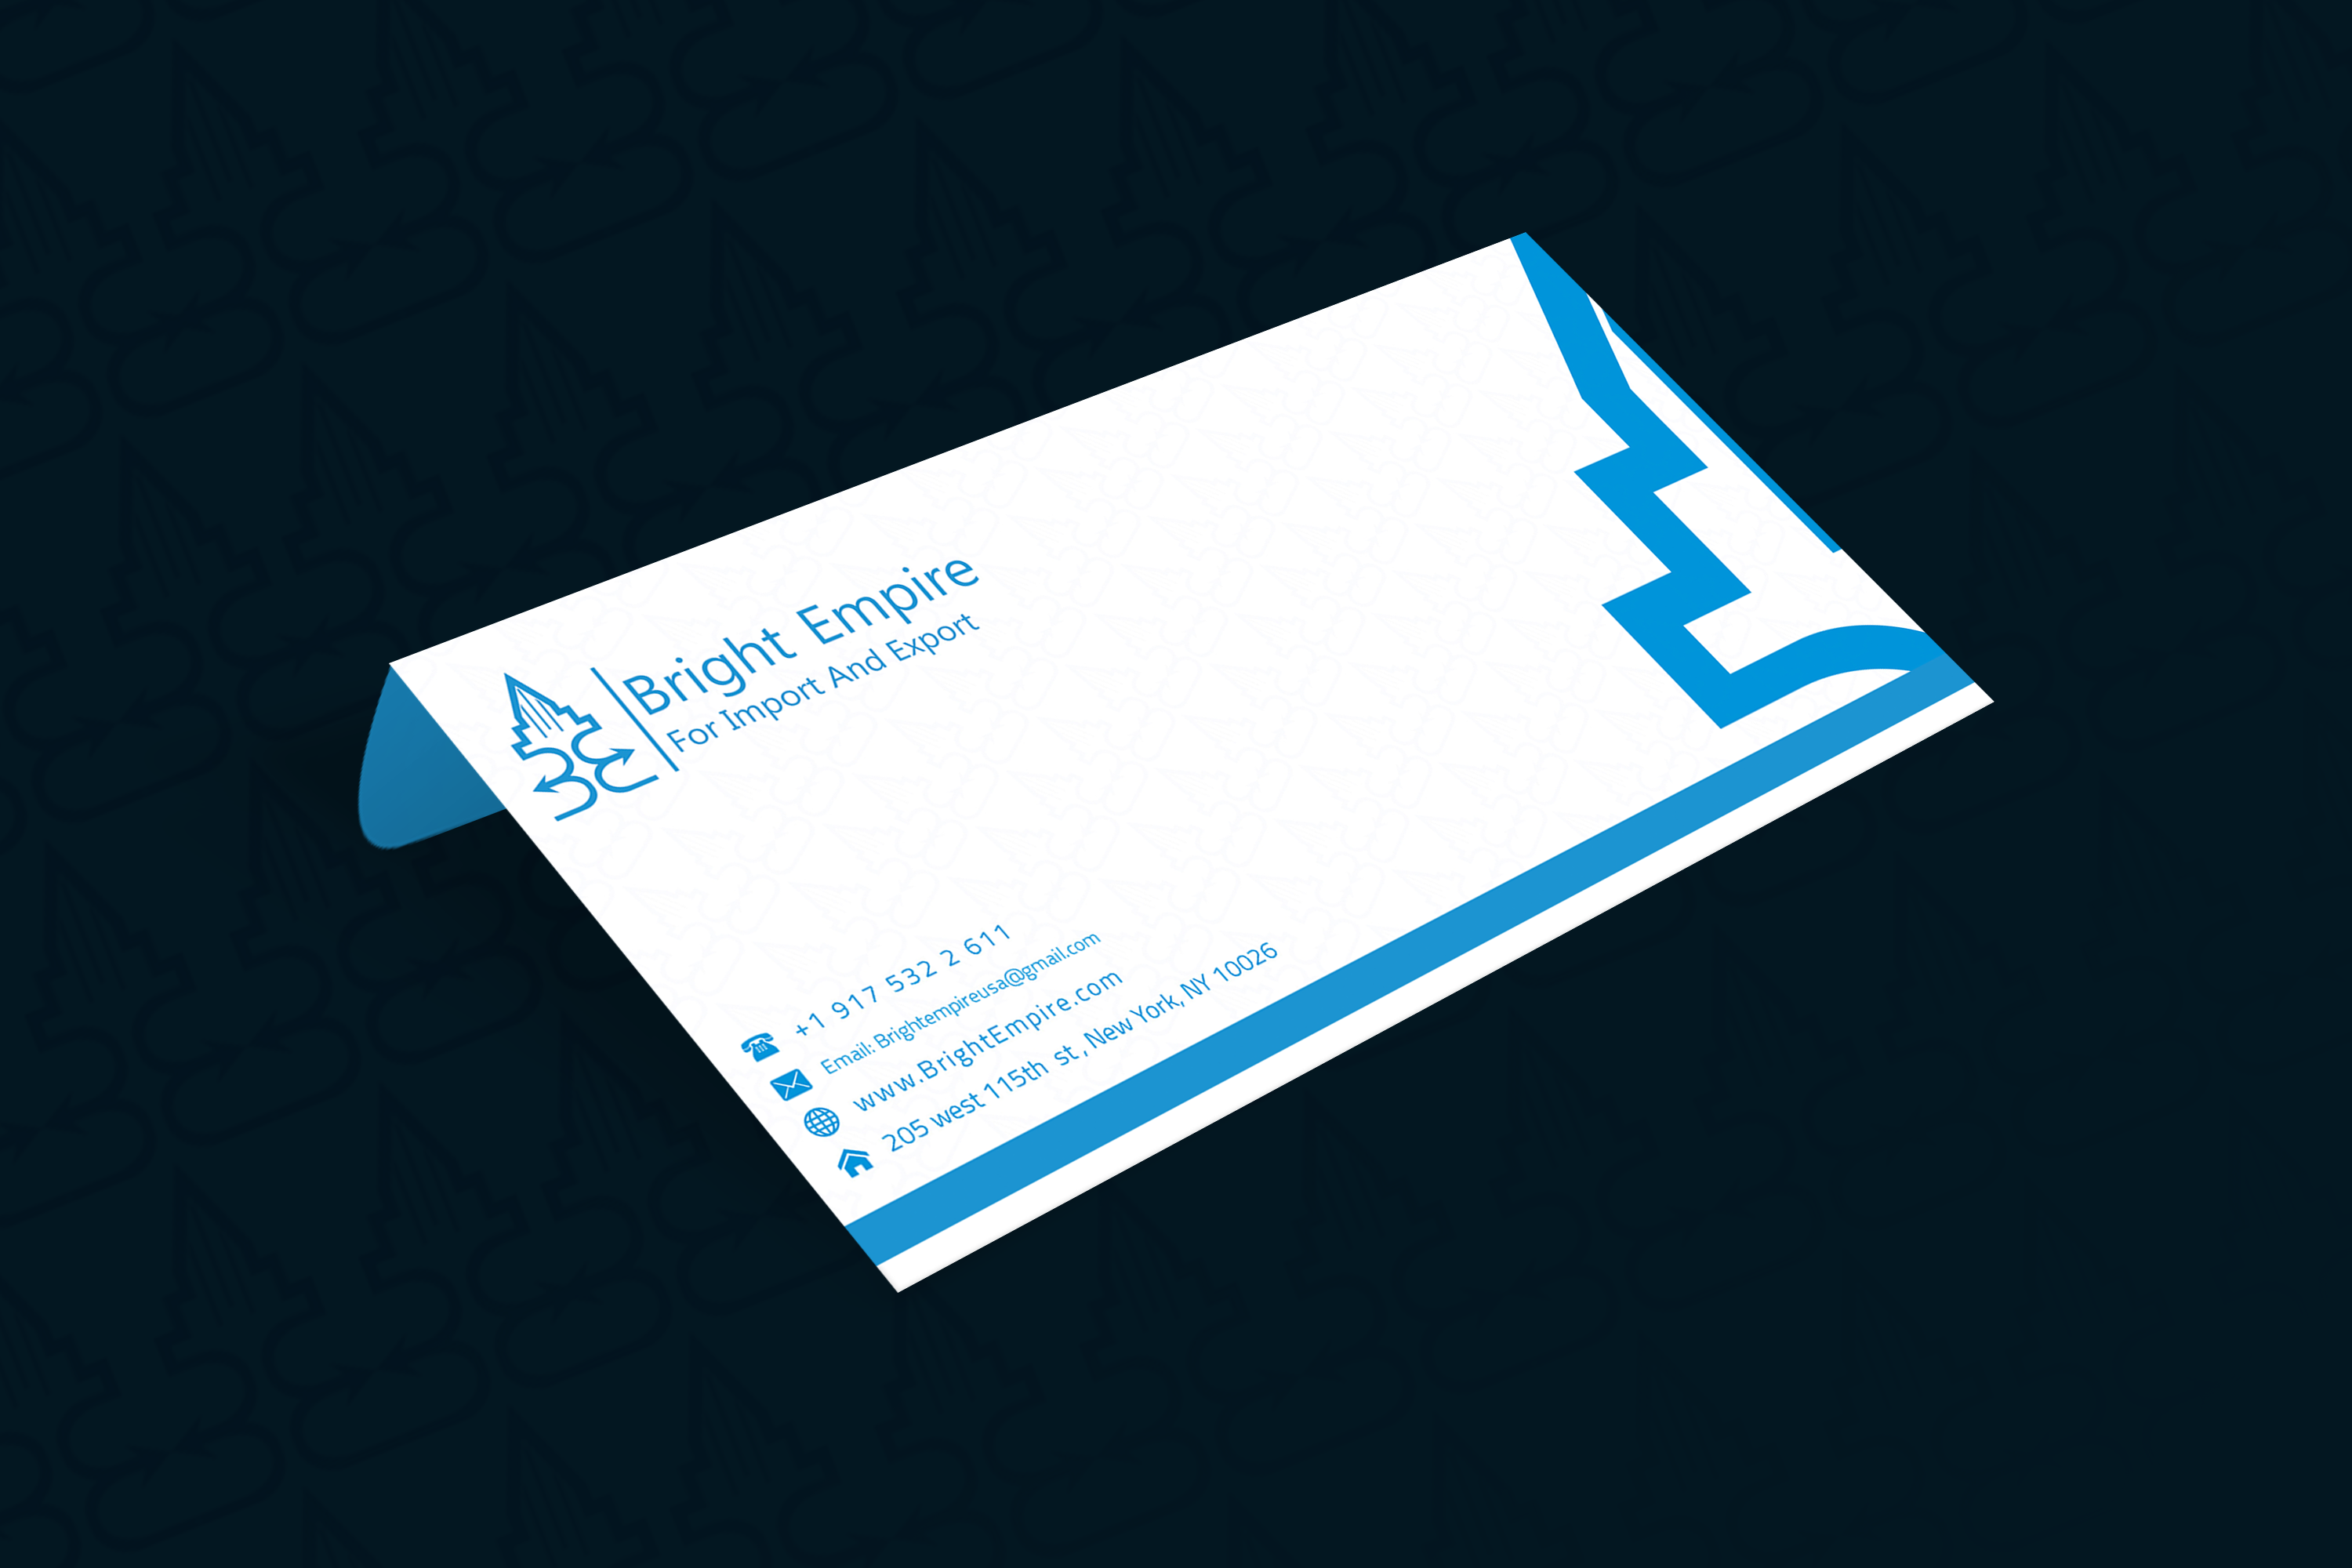 Bright Empire
For Import And Export
+1 917 532 2 611
Email: Brightempireusa@gmail.com
www.BrightEmpire.com
205 west 115th st , New York, NY 10026